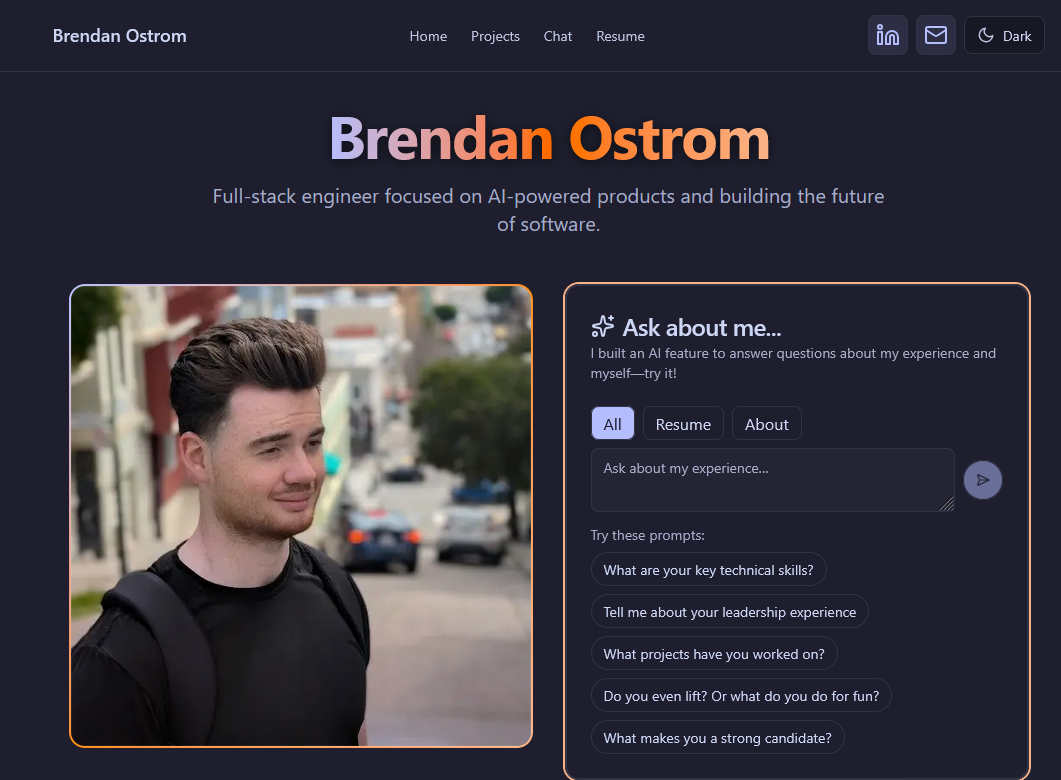 Brendan Ostrom
Home
Projects
Chat
Resume
Dark
Brendan Ostrom
Full-stack engineer focused on AI-powered products and building the future
of software.
Ask about me...
I built an AI feature to answer questions about my experience and
myself—try it!
All
Resume
About
Ask about my experience...
Try these prompts:
What are your key technical skills?
Tell me about your leadership experience
What projects have you worked on?
Do you even lift? Or what do you do for fun?
What makes you a strong candidate?